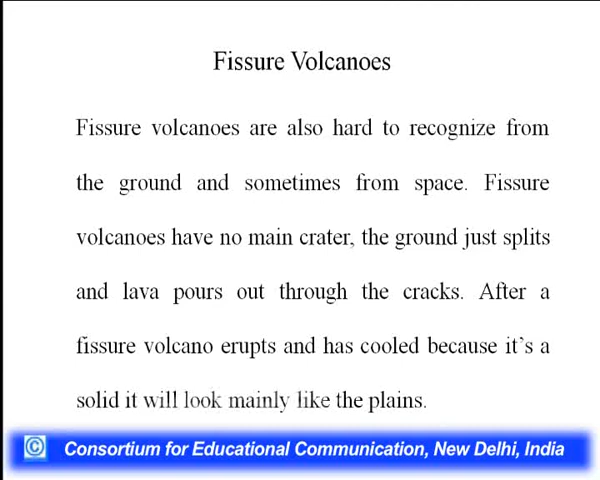 Fissure Volcanoes
Fissure volcanoes are also hard to recognize from
the ground and sometimes from space. Fissure
volcanoes have no main crater, the ground just splits
and lava pours out through the cracks. After a
fissure volcano erupts and has cooled because it's a
solid it will look mainly like the plains.
© Consortium for Educational Communication, New Delhi, India